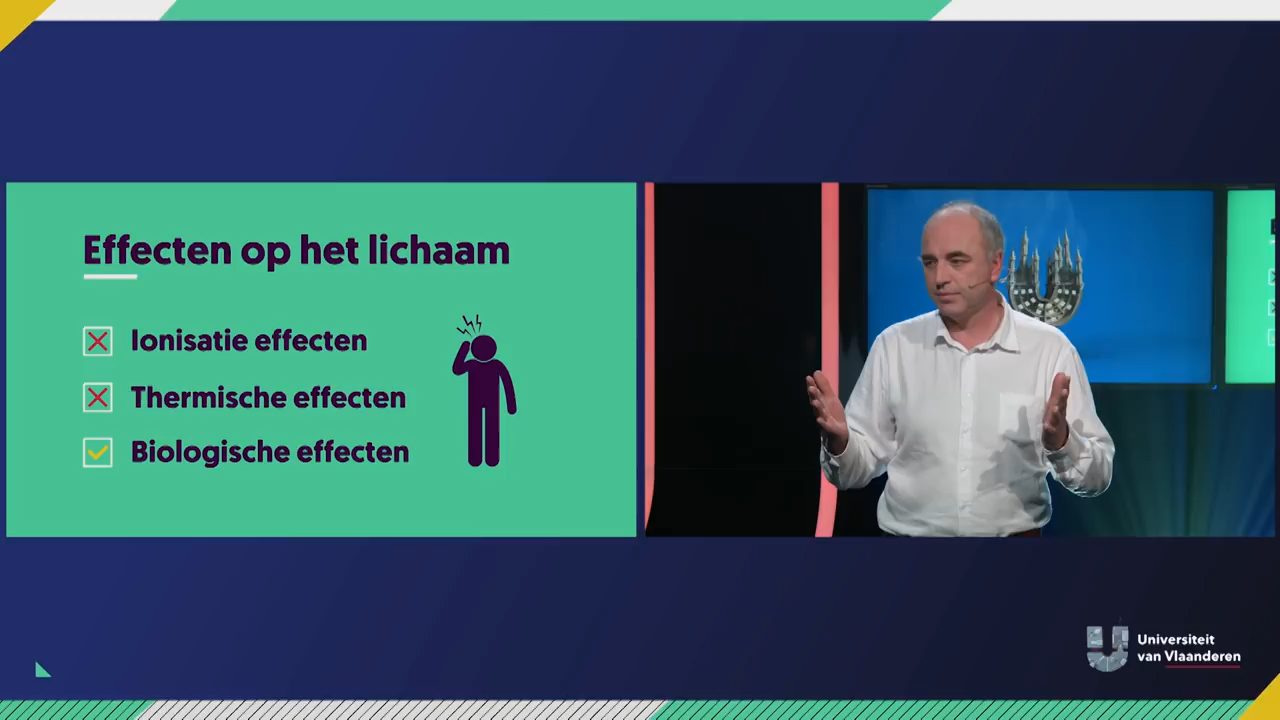 Effecten op het lichaam
Ionisatie effecten
Thermische effecten
Biologische effecten
Universiteit
van Vlaanderen